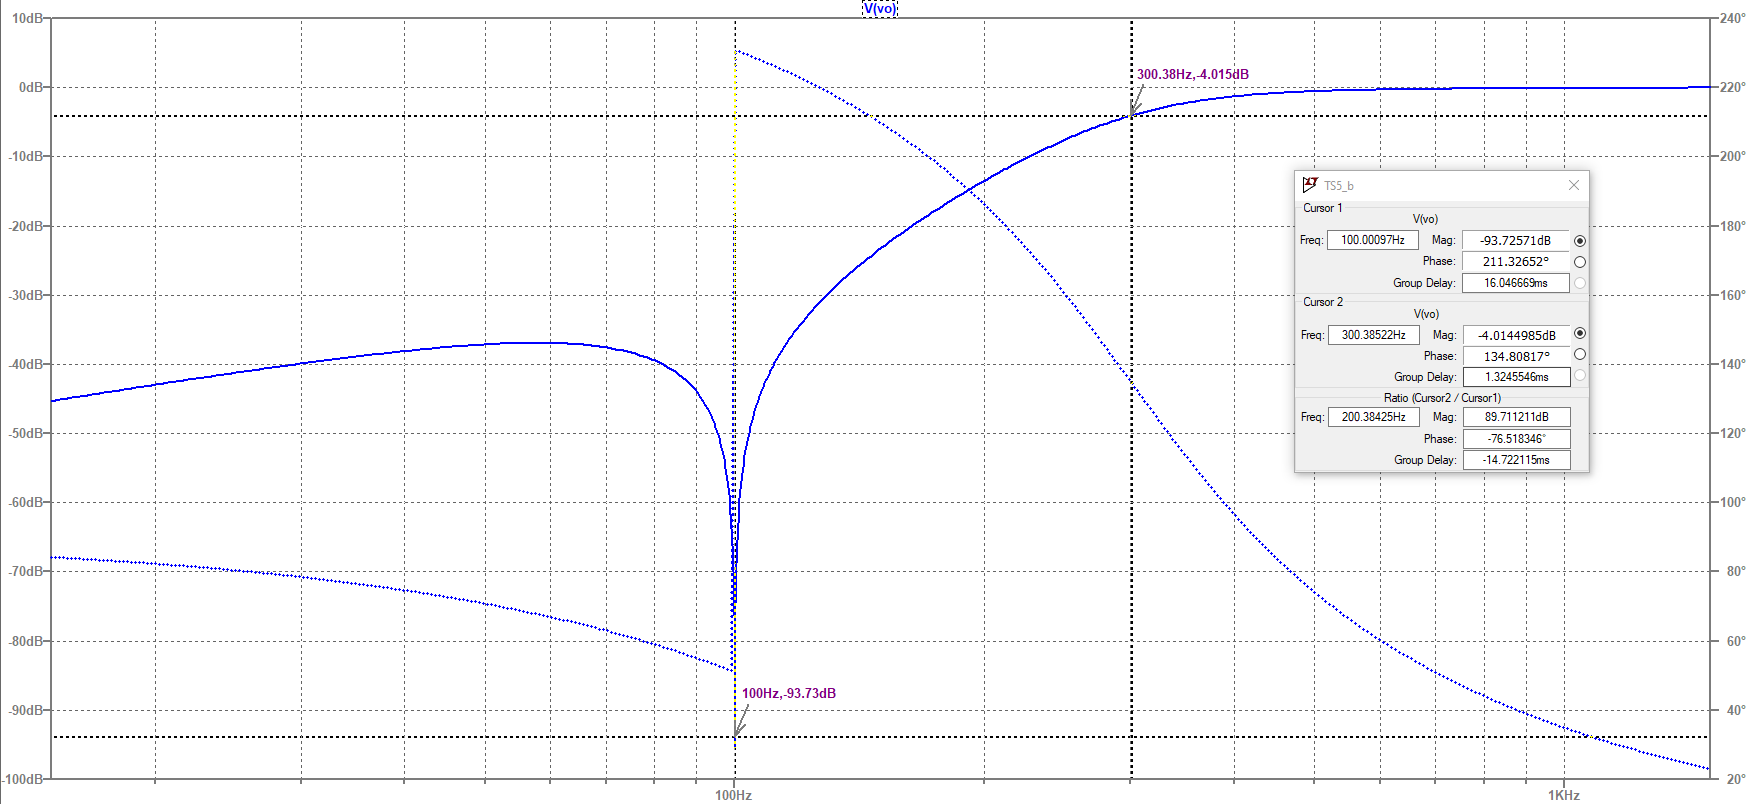 V(vo)
10dB
240°
300.38Hz,-4.015dB
0dB
220°
-10dB
200°
-20dB
180°
-30dB
160°
-40dB
140°
-50dB
120°
-60dB
100°
-70dB
80°
-80dB
60°
100Hz,-93.73dB
-90dB
40°
-100dB
20°
100Hz
1KHz
TS5_b
Cursor 1
V(vo)
Freq: 100.00097Hz Mag: -93.72571dB
Phase: 211.32652°
Group Delay: 16.046669ms
Cursor 2
V(vo)
Freq: 300.38522Hz Mag: -4.0144985dB
Phase: 134.80817°
Group Delay: 1.3245546ms
Ratio (Cursor2 / Cursor1)
Freq: 200.38425Hz Mag: 89.711211dB
Phase: -76.518346°
Group Delay: -14.722115ms